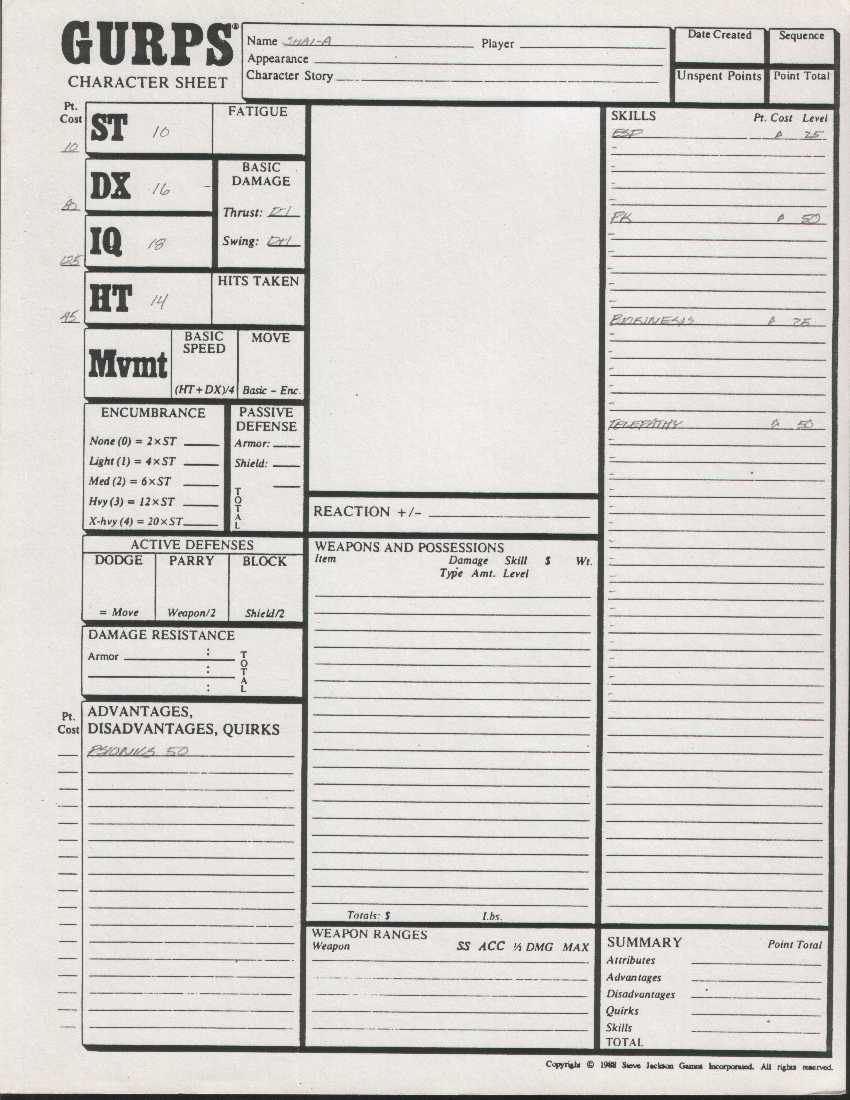 GURPS®
CHARACTER SHEET
Name SHAI-A Player
Appearance
Character Story
Date Created
Sequence
Unspent Points
Point Total
Pt.
Cost
10 ST 10
FATIGUE
80 DX 16
BASIC
DAMAGE
Thrust: D-1
Swing: D+1
125 IQ 18
45 HT 14
HITS TAKEN
Mvmt
BASIC
SPEED
(HT+DX)/4
MOVE
Basic – Enc.
ENCUMBRANCE
None (0) = 2×ST
Light (1) = 4×ST
Med (2) = 6×ST
Hvy (3) = 12×ST
X-hvy (4) = 20×ST
PASSIVE
DEFENSE
Armor:
Shield:
TOTAL
ACTIVE DEFENSES
DODGE PARRY BLOCK
= Move Weapon/2 Shield/2
DAMAGE RESISTANCE
Armor :
:
:
TOTAL
Pt.
Cost
ADVANTAGES,
DISADVANTAGES, QUIRKS
PSIONICS 50
REACTION +/–
WEAPONS AND POSSESSIONS
Item Damage Skill $ Wt.
Type Amt. Level
Totals: $ Lbs.
WEAPON RANGES
Weapon SS ACC ½ DMG MAX
SKILLS Pt. Cost Level
ESP 25
PK 50
25
TELEPATHY 50
SUMMARY Point Total
Attributes
Advantages
Disadvantages
Quirks
Skills
TOTAL
Copyright © 1988 Steve Jackson Games Incorporated. All rights reserved.